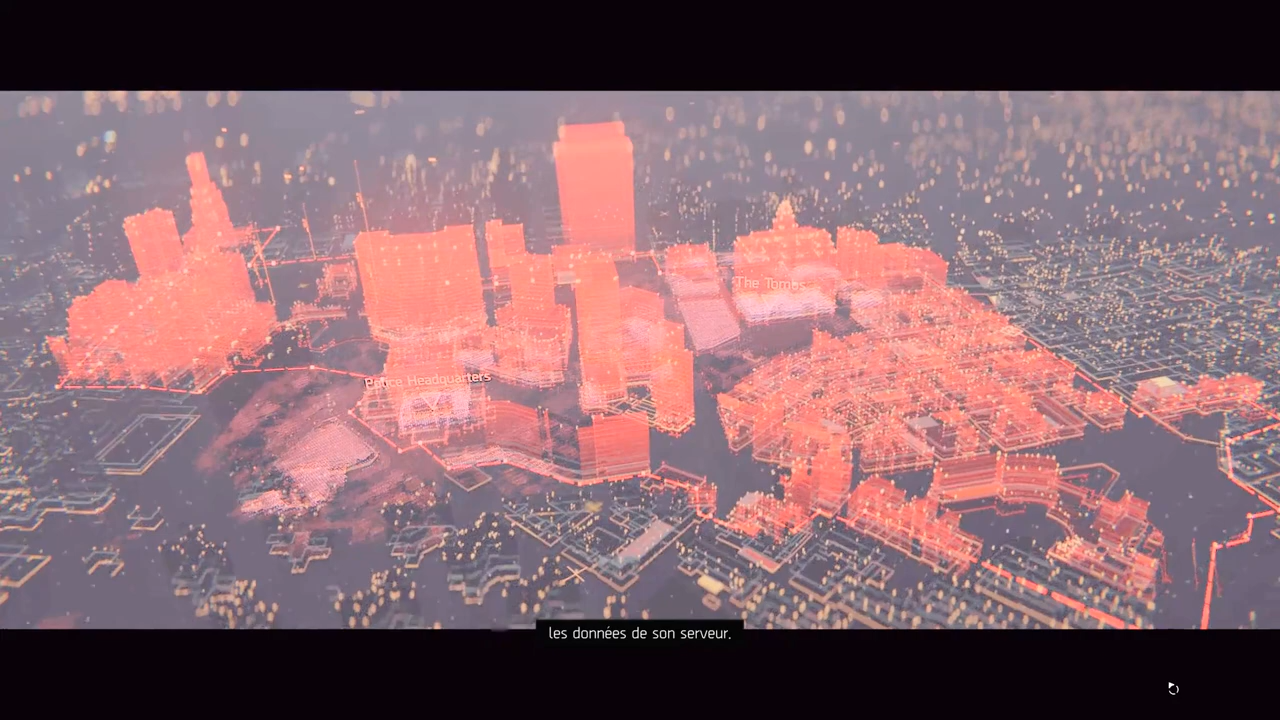 The Tombs
Police Headquarters
les données de son serveur.